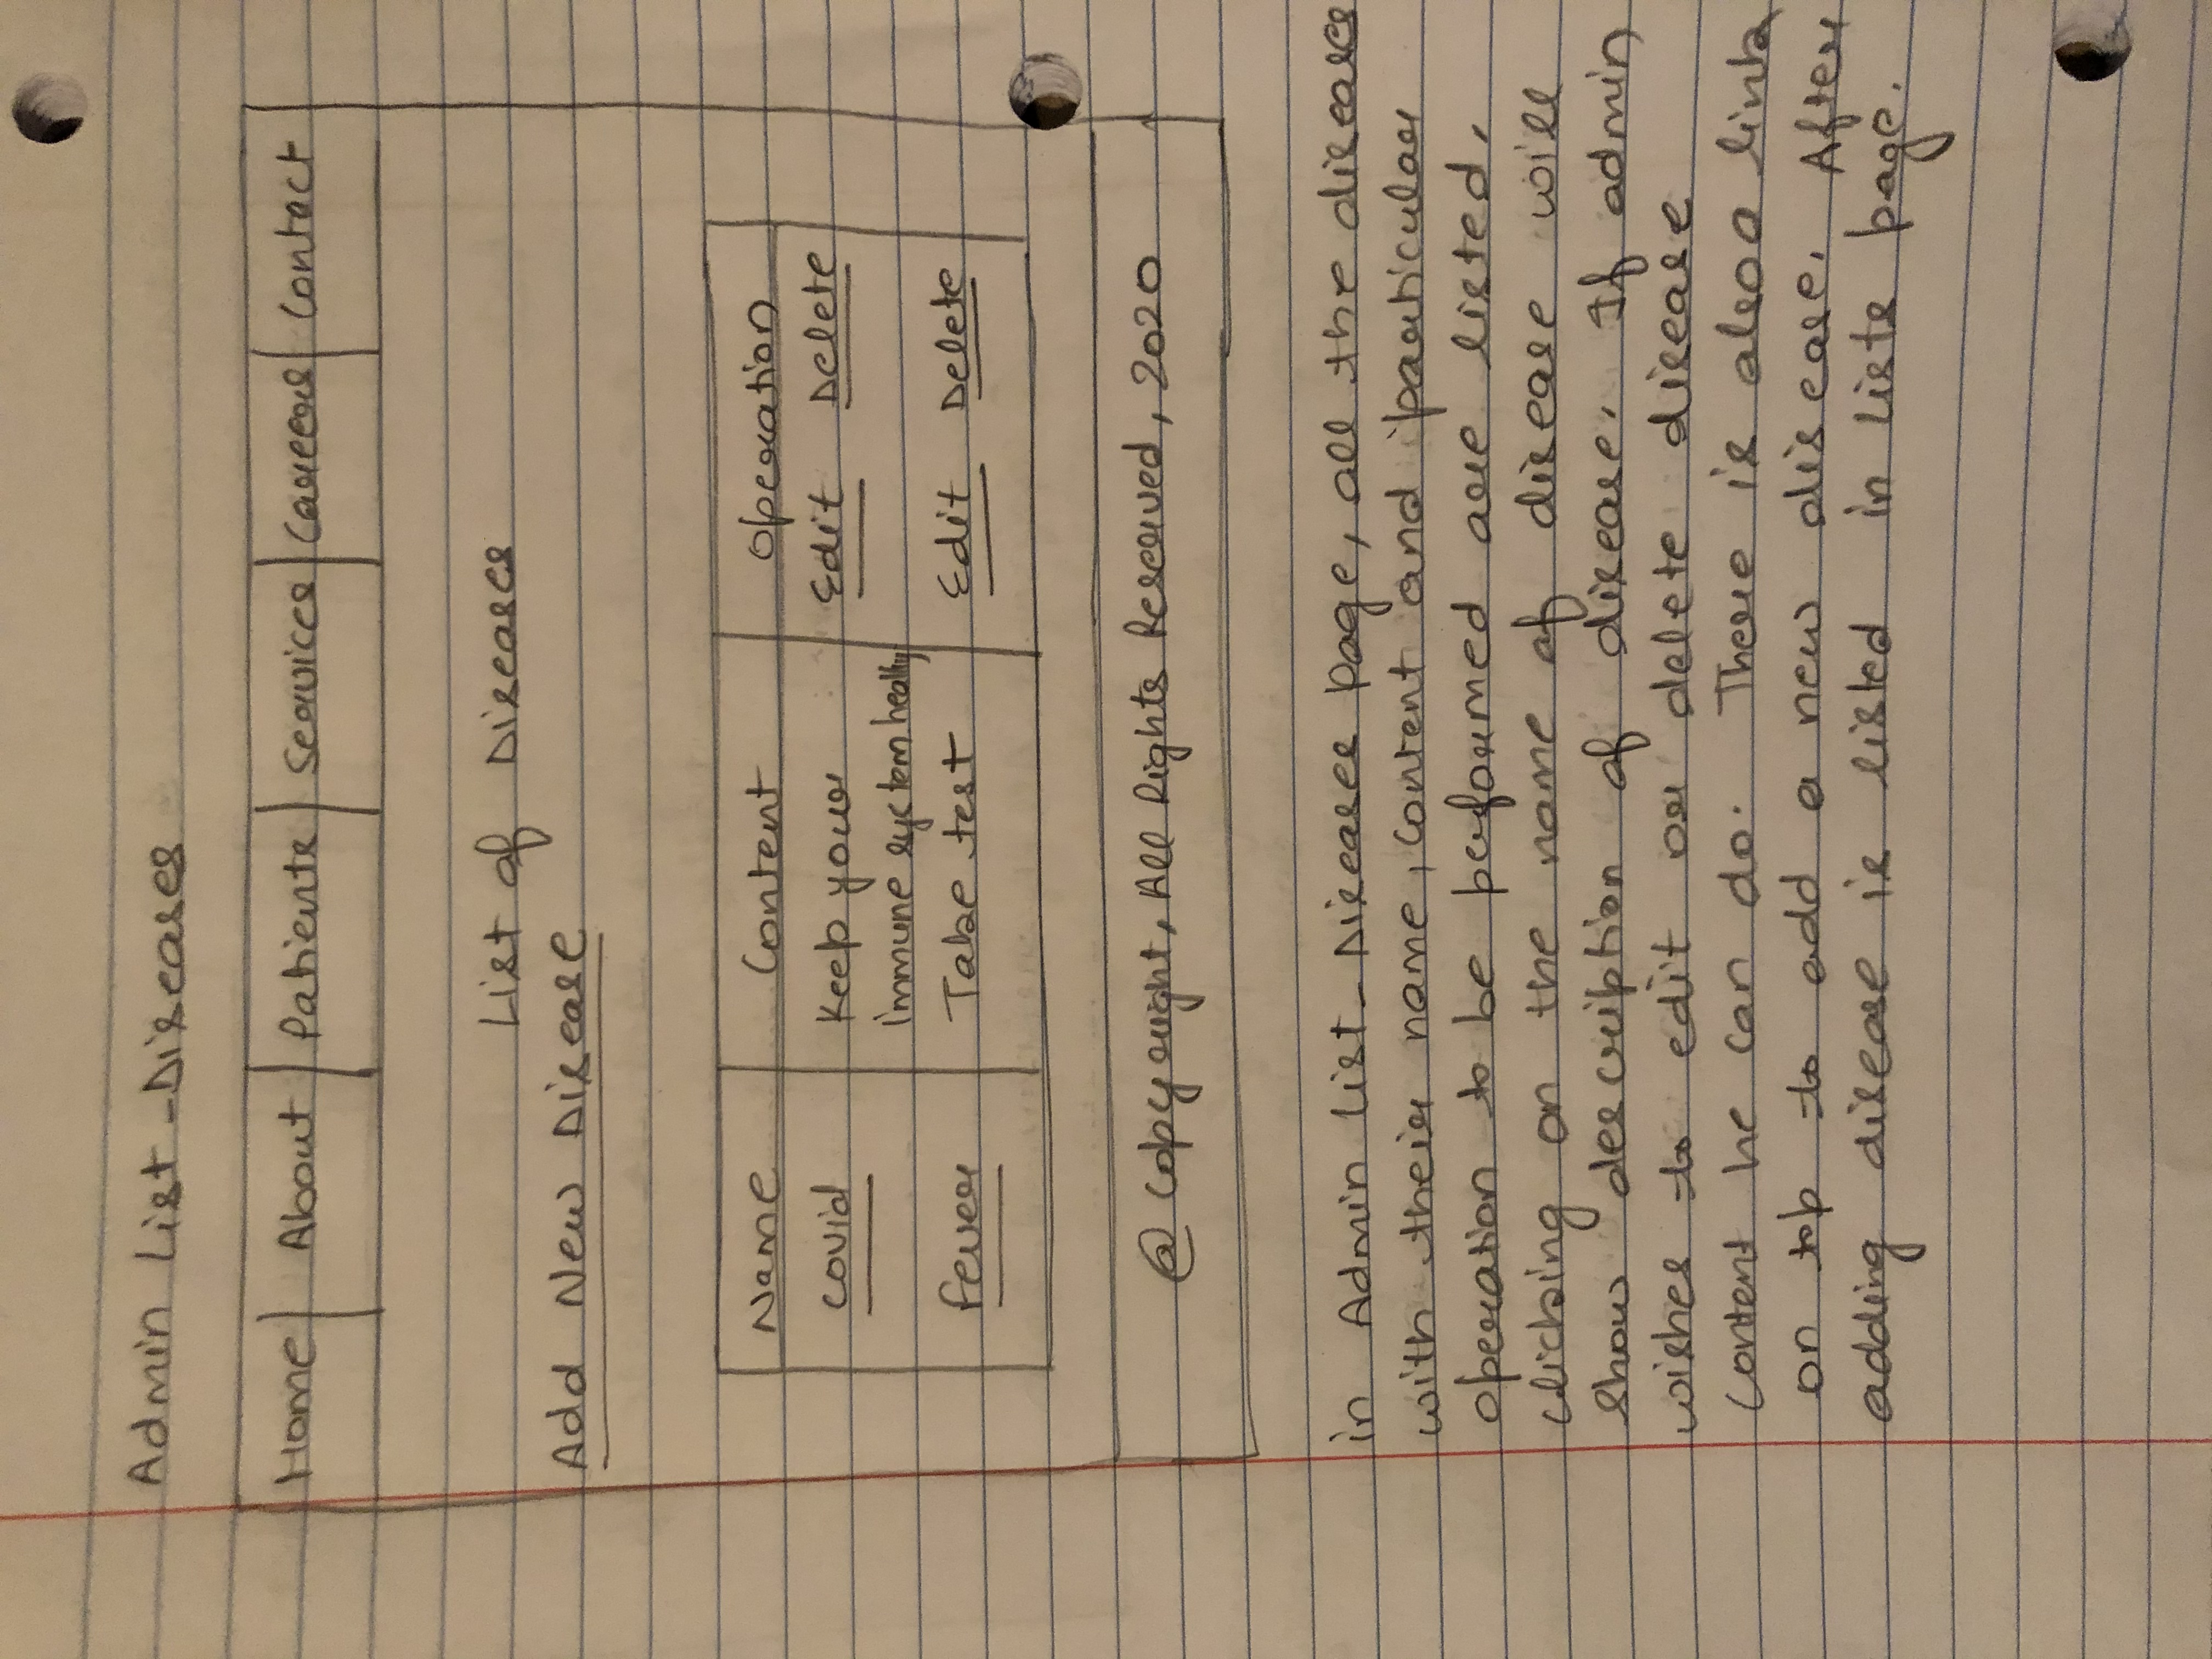 Admin List - Diseases
Home About Patients Services Careers Contact
List of Diseases
Add New Disease
Name Content Operation
covid Keep your Edit Delete
immune system healthy
fever Take test Edit Delete
@ Copyright, All Rights Reserved, 2020
in Admin list - Diseases page, all the diseases
with their name, content and particular
operation to be performed are listed.
clicking on the name of disease will
show description of disease. If admin
wishes to edit or delete disease
content he can do. There is also a link
on top to add a new disease. After
adding disease is listed in lists page.